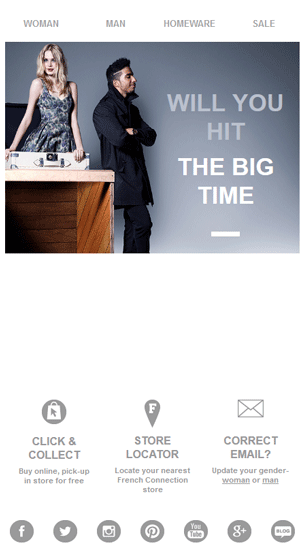 WOMAN MAN HOMEWARE SALE
WILL YOU
HIT
THE BIG
TIME
F
CLICK &
COLLECT
Buy online, pick-up
in store for free
STORE
LOCATOR
Locate your nearest
French Connection
store
CORRECT
EMAIL?
Update your gender-
woman or man
f
You
Tube
g+
BLOG